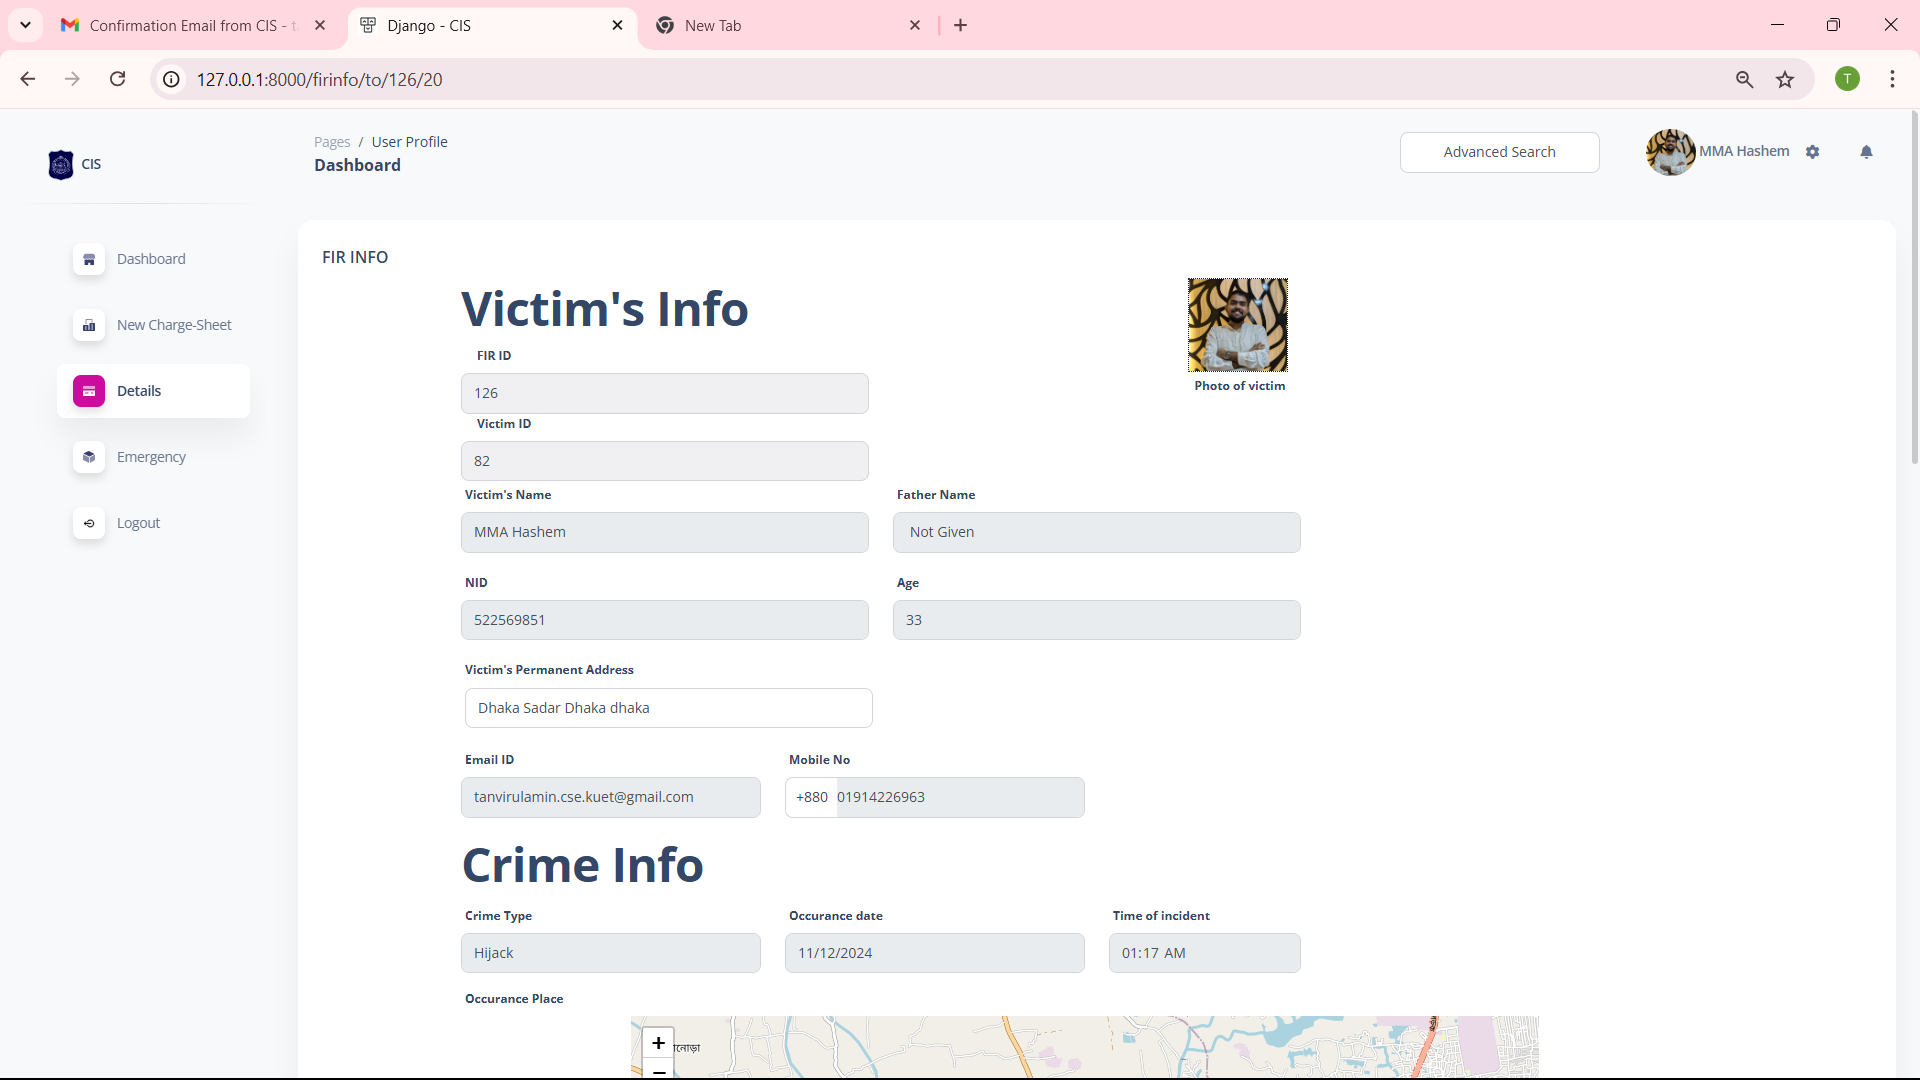 Confirmation Email from CIS - t
Django - CIS
New Tab
127.0.0.1:8000/firinfo/to/126/20
T
CIS
Pages / User Profile
Dashboard
Advanced Search
MMA Hashem
Dashboard
New Charge-Sheet
Details
Emergency
Logout
FIR INFO
Victim's Info
Photo of victim
FIR ID
126
Victim ID
82
Victim's Name
Father Name
MMA Hashem
Not Given
NID
Age
522569851
33
Victim's Permanent Address
Dhaka Sadar Dhaka dhaka
Email ID
Mobile No
tanvirulamin.cse.kuet@gmail.com
+880 01914226963
Crime Info
Crime Type
Occurance date
Time of incident
Hijack
11/12/2024
01:17 AM
Occurance Place
+
−